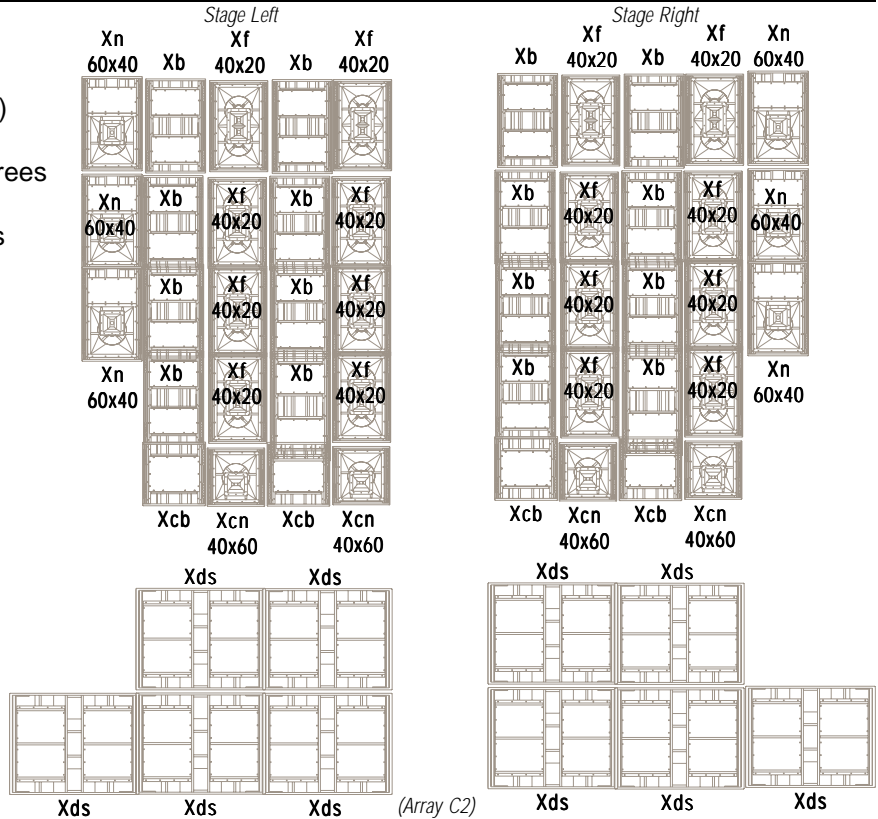 Stage Left
Stage Right
Xn Xf Xf
60x40 Xb 40x20 Xb 40x20
Xf Xf Xn
Xb 40x20 Xb 40x20 60x40
)
rees
s
Xn Xb Xf Xb Xf
60x40 40x20 40x20
Xb Xf Xb Xf Xn
40x20 40x20 60x40
Xb Xf Xb Xf
40x20 40x20
Xb Xf Xb Xf
40x20 40x20
Xn Xb Xf Xb Xf
60x40 40x20 40x20
Xb Xf Xb Xf Xn
40x20 40x20 60x40
Xcb Xcn Xcb Xcn
40x60 40x60
Xcb Xcn Xcb Xcn
40x60 40x60
Xds Xds
Xds Xds
Xds Xds Xds
(Array C2)
Xds Xds Xds